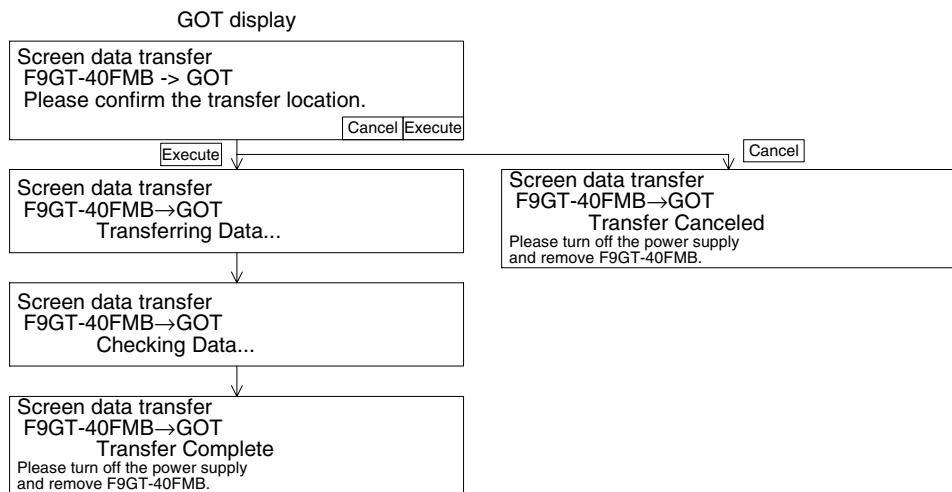 GOT display
Screen data transfer
F9GT-40FMB -> GOT
Please confirm the transfer location.
Cancel Execute
Execute
Cancel
Screen data transfer
F9GT-40FMB→GOT
Transferring Data...
Screen data transfer
F9GT-40FMB→GOT
Transfer Canceled
Please turn off the power supply
and remove F9GT-40FMB.
Screen data transfer
F9GT-40FMB→GOT
Checking Data...
Screen data transfer
F9GT-40FMB→GOT
Transfer Complete
Please turn off the power supply
and remove F9GT-40FMB.